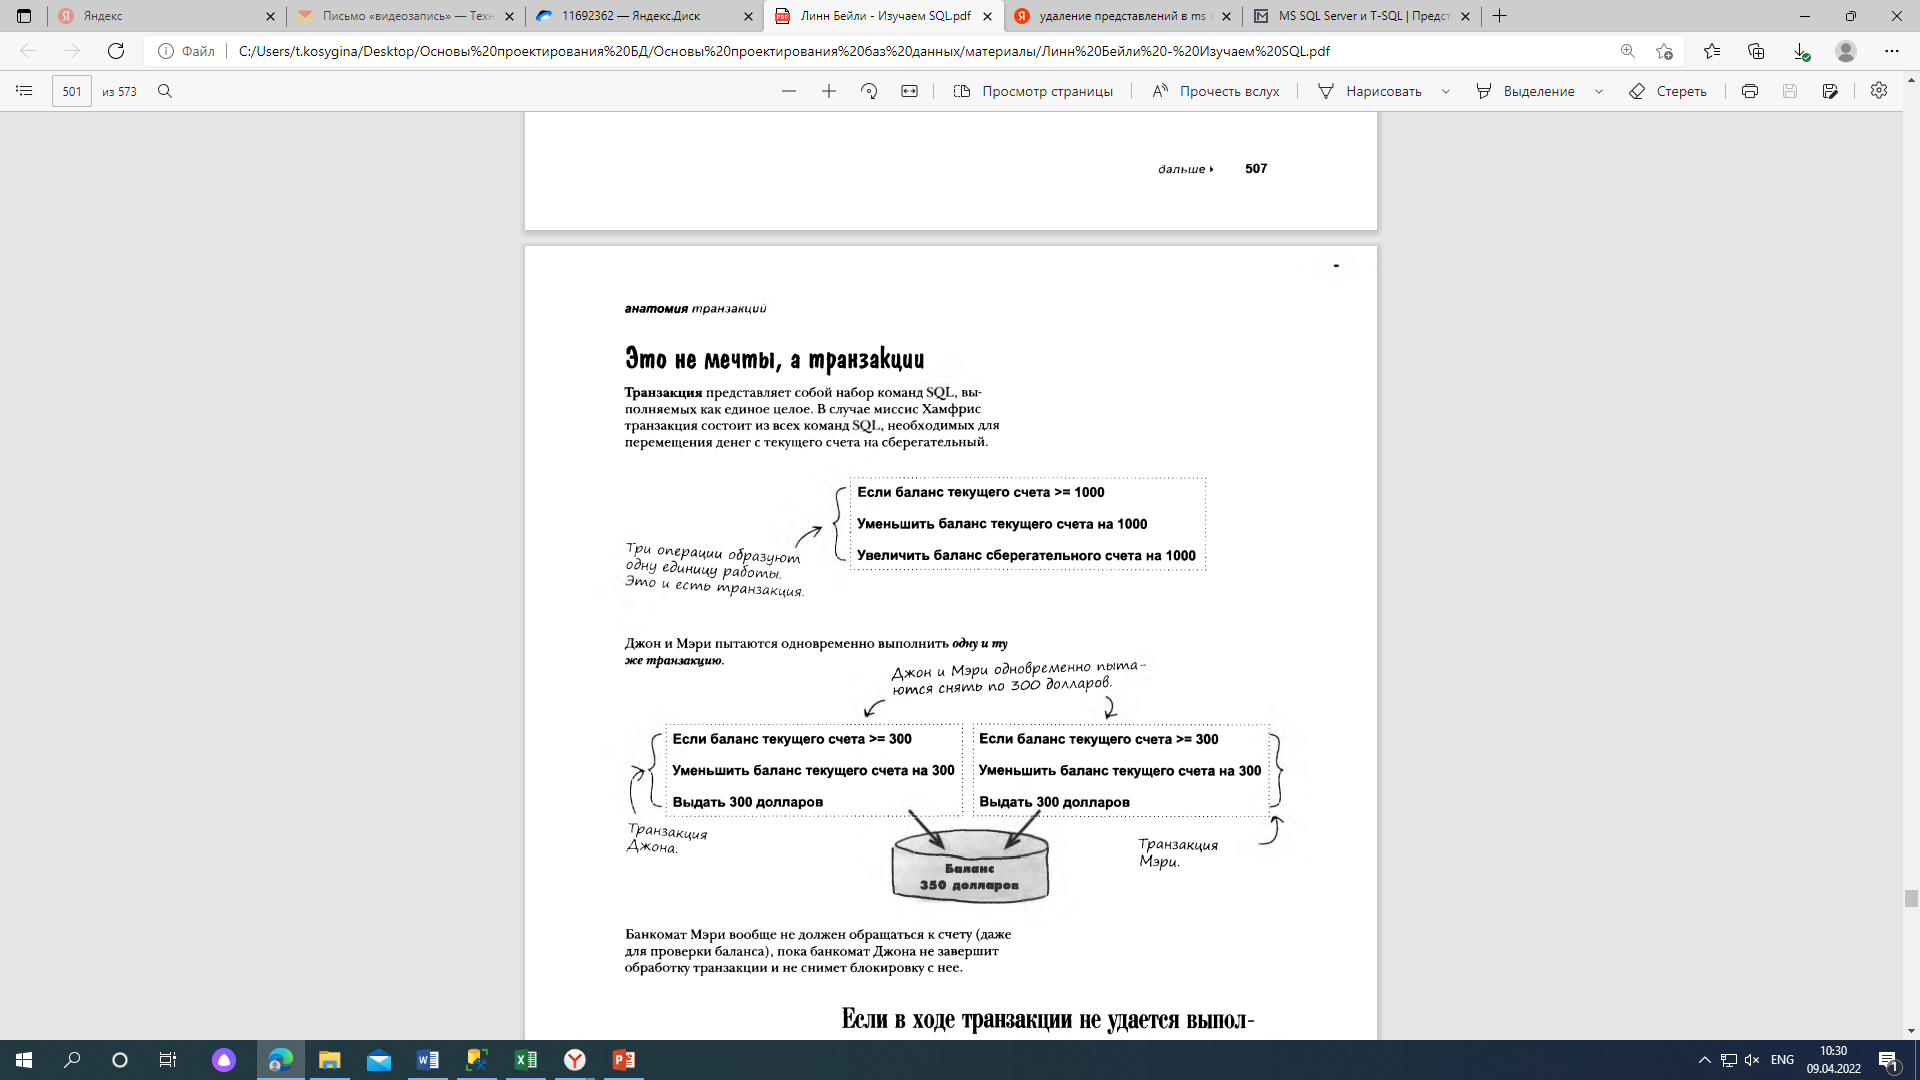 Яндекс
Письмо «видеозапись» — Техн
11692362 — Яндекс.Диск
Линн Бейли - Изучаем SQL.pdf
удаление представлений в ms s
MS SQL Server и T-SQL | Предст
Файл
C:/Users/t.kosygina/Desktop/Основы%20проектирования%20БД/Основы%20проектирования%20баз%20данных/материалы/Линн%20Бейли%20-%20Изучаем%20SQL.pdf
501
из 573
Просмотр страницы
Прочесть вслух
Нарисовать
Выделение
Стереть
дальше
507
анатомия транзакций
Это не мечты, а транзакции
Транзакция представляет собой набор команд SQL, вы-
полняемых как единое целое. В случае миссис Хамфрис
транзакция состоит из всех команд SQL, необходимых для
перемещения денег с текущего счета на сберегательный.
Если баланс текущего счета >= 1000
Уменьшить баланс текущего счета на 1000
Увеличить баланс сберегательного счета на 1000
Три операции образуют
одну единицу работы.
Это и есть транзакция.
Джон и Мэри пытаются одновременно выполнить одну и ту
же транзакцию.
Джон и Мэри одновременно пыта-
ются снять по 300 долларов.
Если баланс текущего счета >= 300
Уменьшить баланс текущего счета на 300
Выдать 300 долларов
Если баланс текущего счета >= 300
Уменьшить баланс текущего счета на 300
Выдать 300 долларов
Транзакция
Джона.
Транзакция
Мэри.
Баланс
350 долларов
Банкомат Мэри вообще не должен обращаться к счету (даже
для проверки баланса), пока банкомат Джона не завершит
обработку транзакции и не снимет блокировку с нее.
Если в ходе транзакции не удается выпол-
ENG
10:30
09.04.2022
1